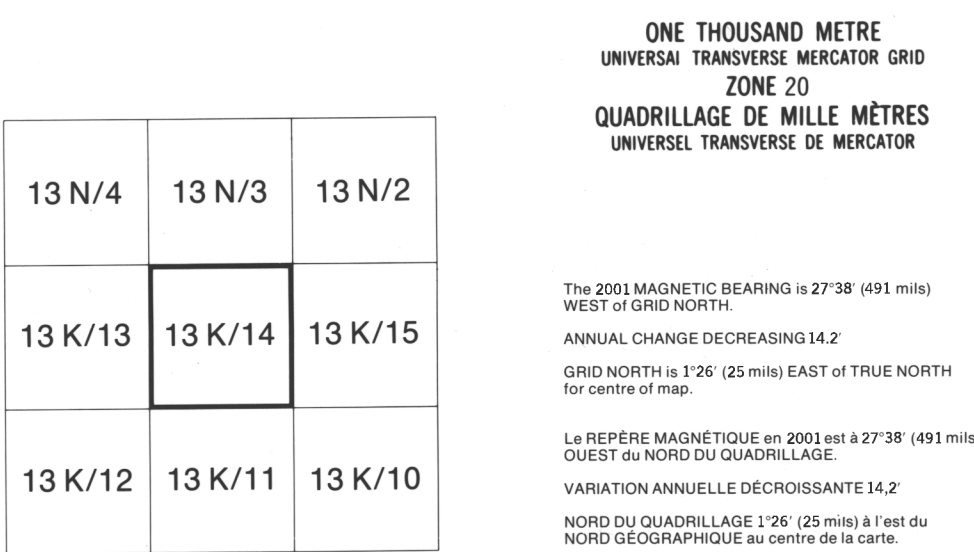 ONE THOUSAND METRE
UNIVERSAl TRANSVERSE MERCATOR GRID
ZONE 20
QUADRILLAGE DE MILLE MÈTRES
UNIVERSEL TRANSVERSE DE MERCATOR
13 N/4 13 N/3 13 N/2
13 K/13 13 K/14 13 K/15
13 K/12 13 K/11 13 K/10
The 2001 MAGNETIC BEARING is 27°38′ (491 mils)
WEST of GRID NORTH.
ANNUAL CHANGE DECREASING 14.2′
GRID NORTH is 1°26′ (25 mils) EAST of TRUE NORTH
for centre of map.
Le REPÈRE MAGNÉTIQUE en 2001 est à 27°38′ (491 mils
OUEST du NORD DU QUADRILLAGE.
VARIATION ANNUELLE DÉCROISSANTE 14,2′
NORD DU QUADRILLAGE 1°26′ (25 mils) à l'est du
NORD GÉOGRAPHIQUE au centre de la carte.